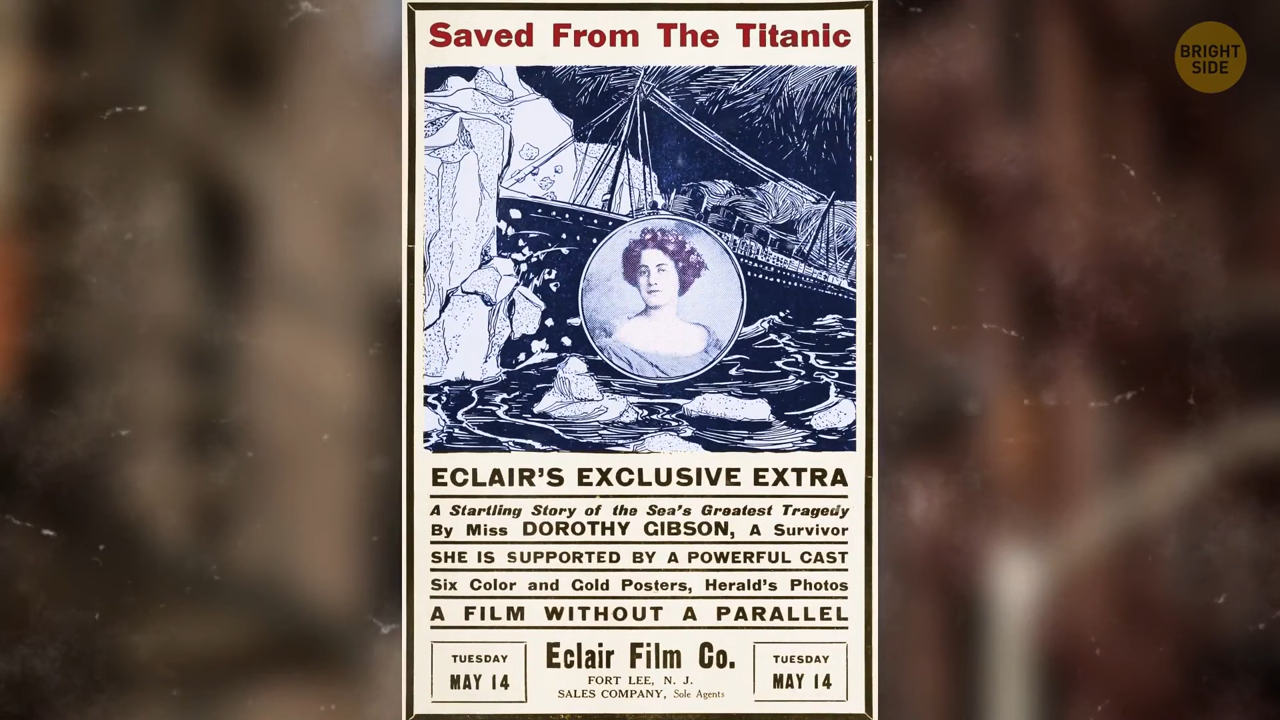 Saved From The Titanic
BRIGHT
SIDE
ECLAIR'S EXCLUSIVE EXTRA
A Startling Story of the Sea's Greatest Tragedy
By Miss DOROTHY GIBSON, A Survivor
SHE IS SUPPORTED BY A POWERFUL CAST
Six Color and Gold Posters, Herald's Photos
A FILM WITHOUT A PARALLEL
TUESDAY
MAY 14
Eclair Film Co.
FORT LEE, N. J.
SALES COMPANY, Sole Agents
TUESDAY
MAY 14